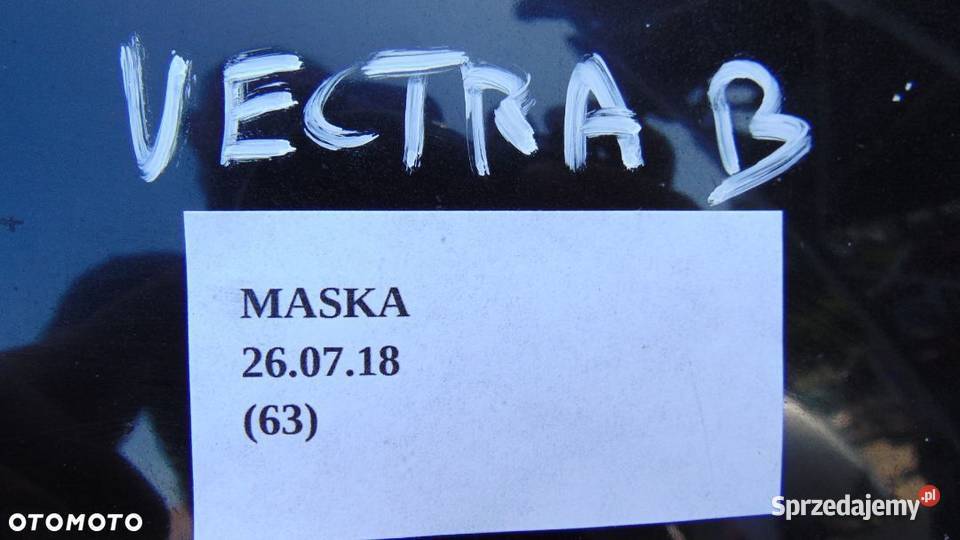 VECTRA B
MASKA
26.07.18
(63)
OTOMOTO
Sprzedajemy.pl